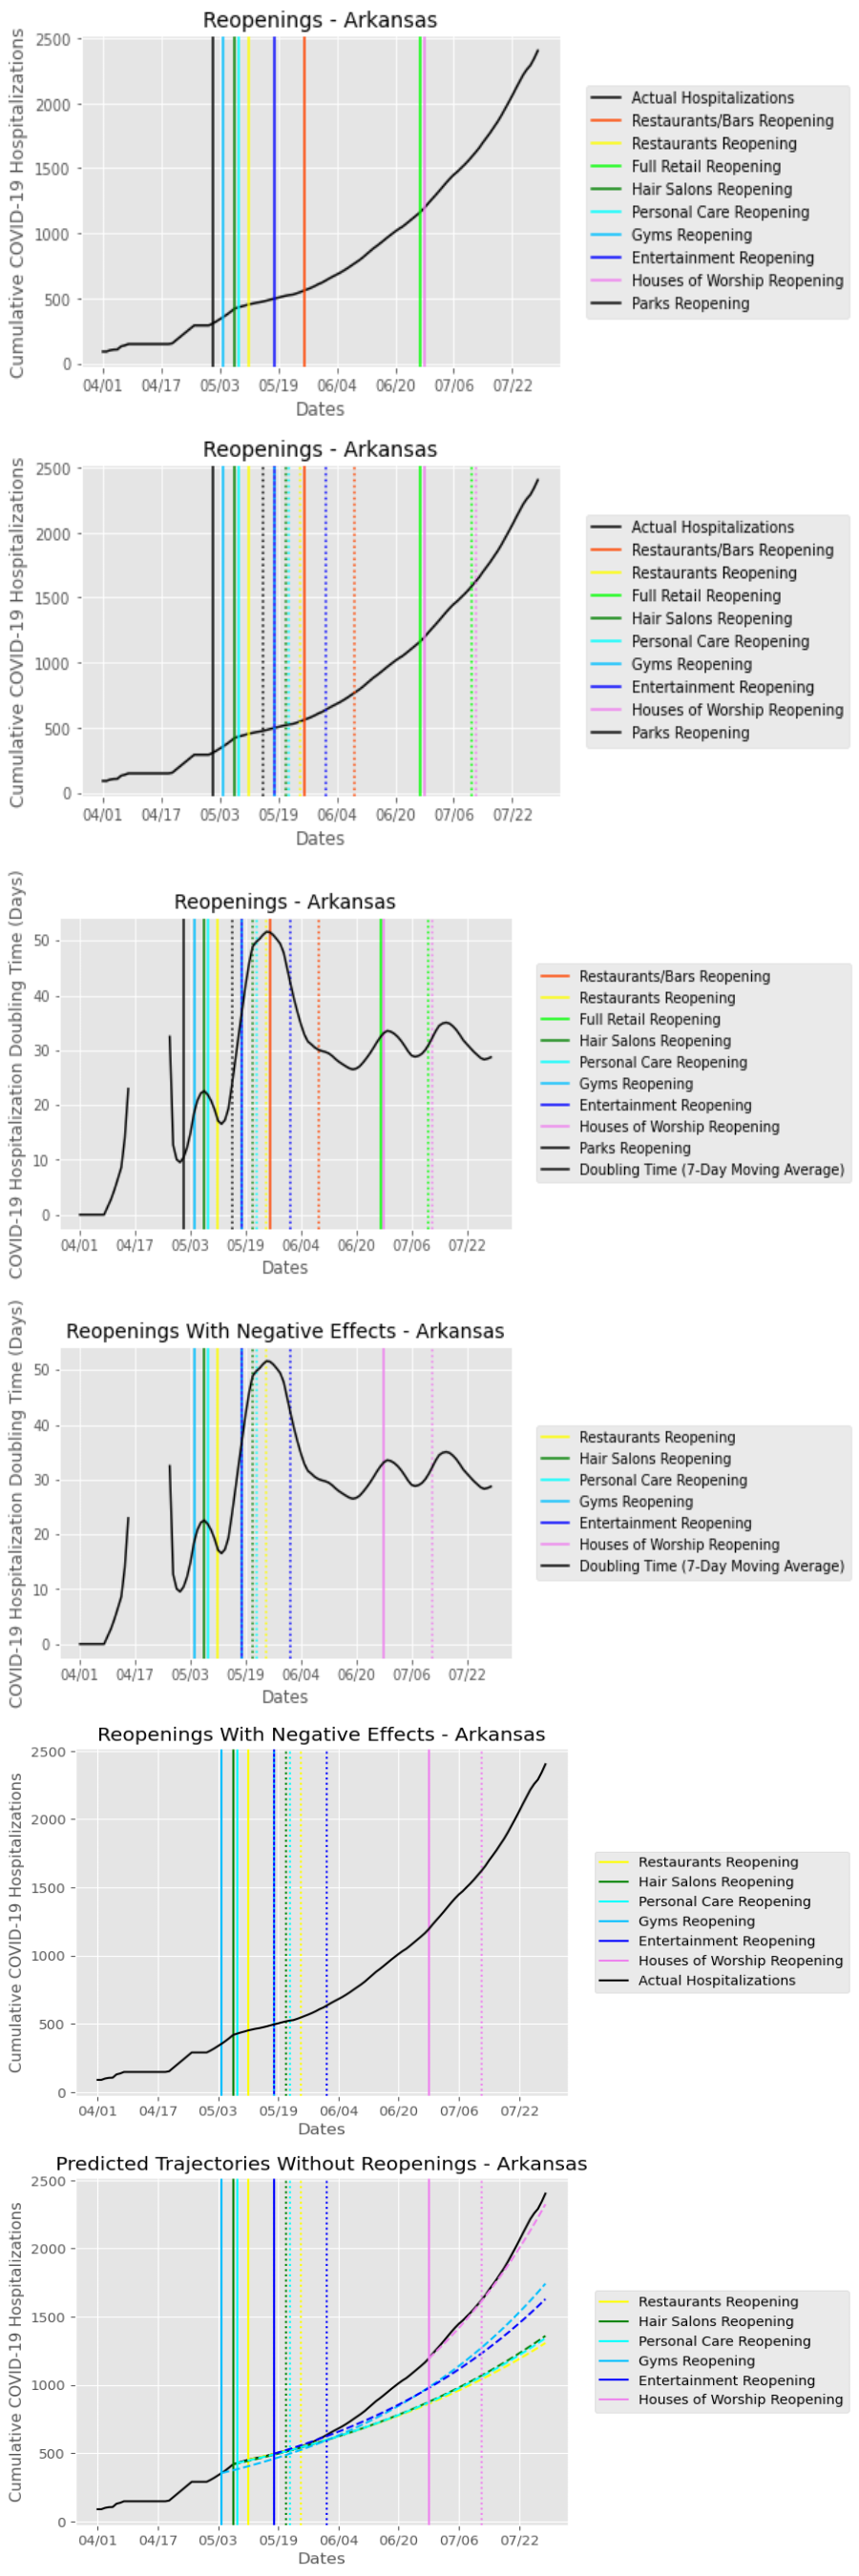 Reopenings - Arkansas
Cumulative COVID-19 Hospitalizations
2500
2000
1500
1000
500
0
04/01 04/17 05/03 05/19 06/04 06/20 07/06 07/22
Dates
Actual Hospitalizations
Restaurants/Bars Reopening
Restaurants Reopening
Full Retail Reopening
Hair Salons Reopening
Personal Care Reopening
Gyms Reopening
Entertainment Reopening
Houses of Worship Reopening
Parks Reopening
Reopenings - Arkansas
Cumulative COVID-19 Hospitalizations
2500
2000
1500
1000
500
0
04/01 04/17 05/03 05/19 06/04 06/20 07/06 07/22
Dates
Actual Hospitalizations
Restaurants/Bars Reopening
Restaurants Reopening
Full Retail Reopening
Hair Salons Reopening
Personal Care Reopening
Gyms Reopening
Entertainment Reopening
Houses of Worship Reopening
Parks Reopening
Reopenings - Arkansas
COVID-19 Hospitalization Doubling Time (Days)
50
40
30
20
10
0
04/01 04/17 05/03 05/19 06/04 06/20 07/06 07/22
Dates
Restaurants/Bars Reopening
Restaurants Reopening
Full Retail Reopening
Hair Salons Reopening
Personal Care Reopening
Gyms Reopening
Entertainment Reopening
Houses of Worship Reopening
Parks Reopening
Doubling Time (7-Day Moving Average)
Reopenings With Negative Effects - Arkansas
COVID-19 Hospitalization Doubling Time (Days)
50
40
30
20
10
0
04/01 04/17 05/03 05/19 06/04 06/20 07/06 07/22
Dates
Restaurants Reopening
Hair Salons Reopening
Personal Care Reopening
Gyms Reopening
Entertainment Reopening
Houses of Worship Reopening
Doubling Time (7-Day Moving Average)
Reopenings With Negative Effects - Arkansas
Cumulative COVID-19 Hospitalizations
2500
2000
1500
1000
500
0
04/01 04/17 05/03 05/19 06/04 06/20 07/06 07/22
Dates
Restaurants Reopening
Hair Salons Reopening
Personal Care Reopening
Gyms Reopening
Entertainment Reopening
Houses of Worship Reopening
Actual Hospitalizations
Predicted Trajectories Without Reopenings - Arkansas
Cumulative COVID-19 Hospitalizations
2500
2000
1500
1000
500
0
04/01 04/17 05/03 05/19 06/04 06/20 07/06 07/22
Dates
Restaurants Reopening
Hair Salons Reopening
Personal Care Reopening
Gyms Reopening
Entertainment Reopening
Houses of Worship Reopening